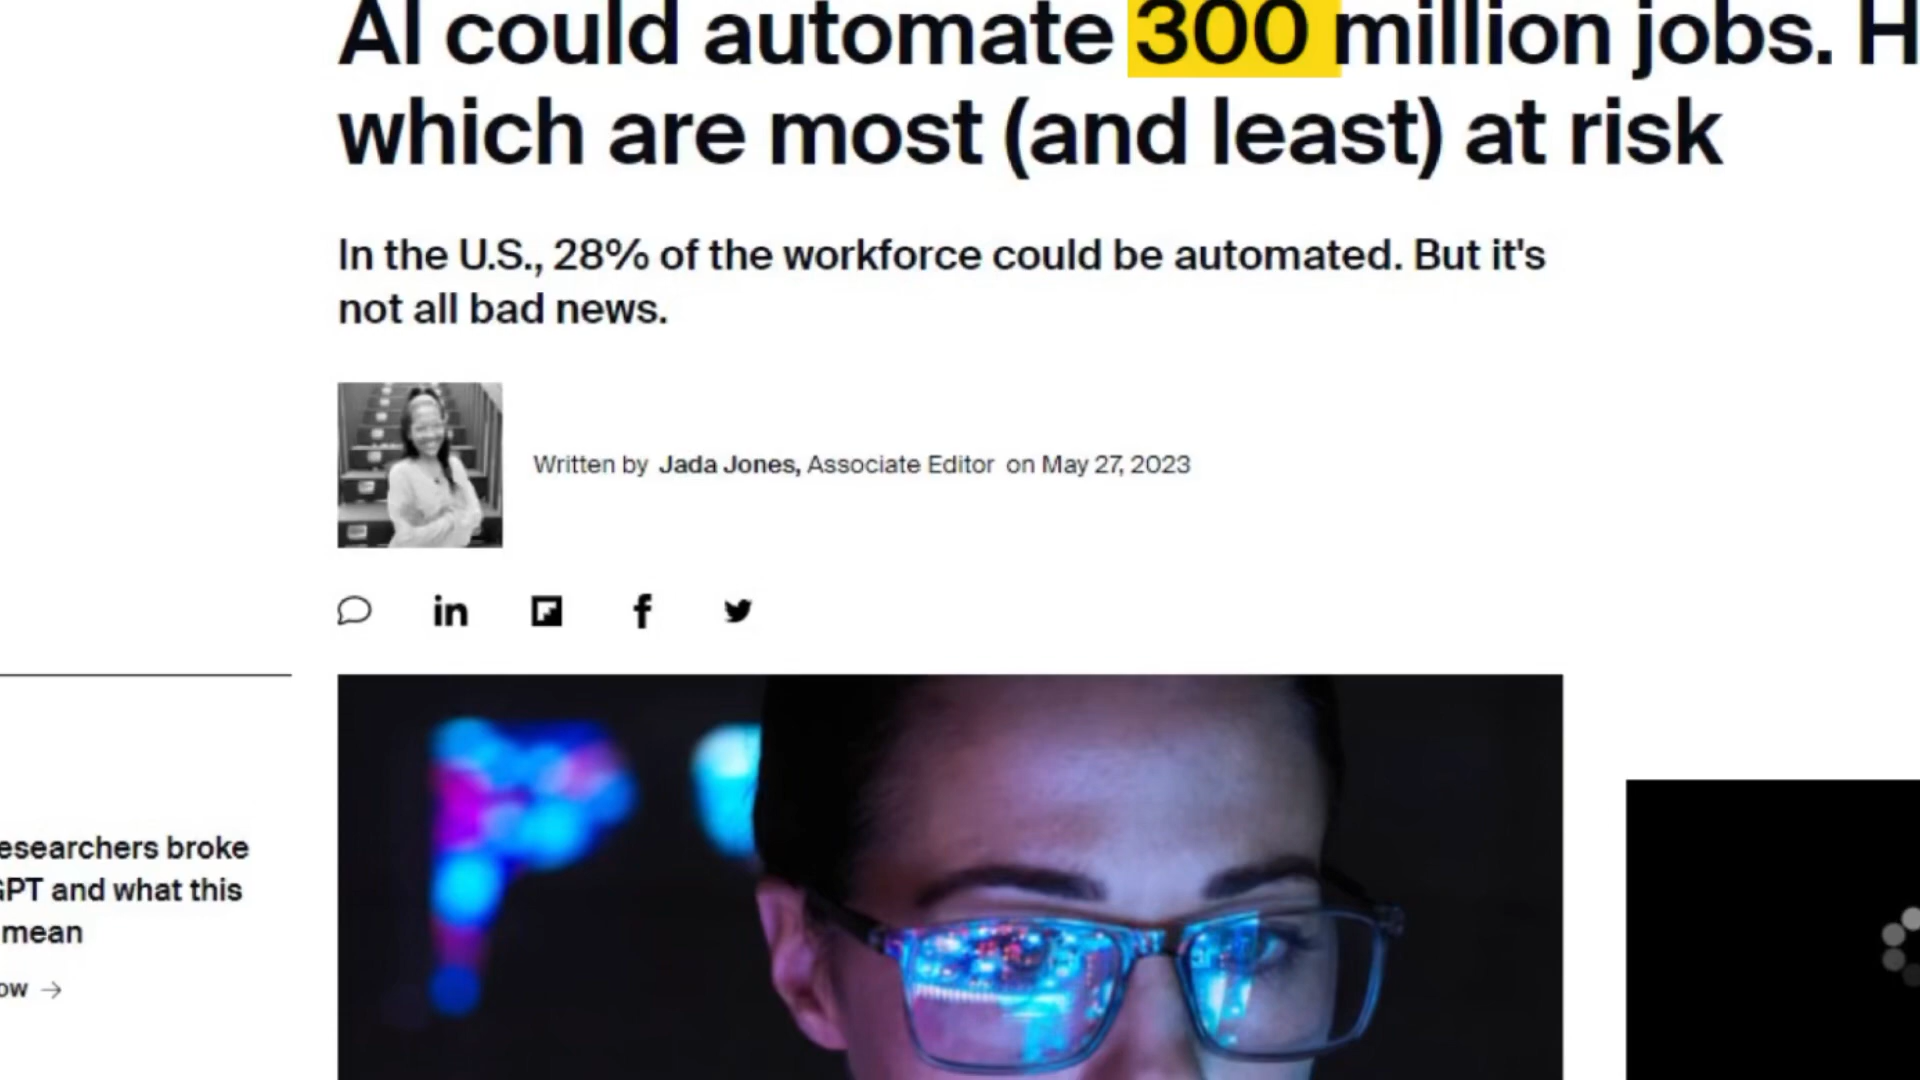 AI could automate 300 million jobs. H
which are most (and least) at risk
In the U.S., 28% of the workforce could be automated. But it's
not all bad news.
Written by Jada Jones, Associate Editor on May 27, 2023
in
f
esearchers broke
GPT and what this
mean
ow →